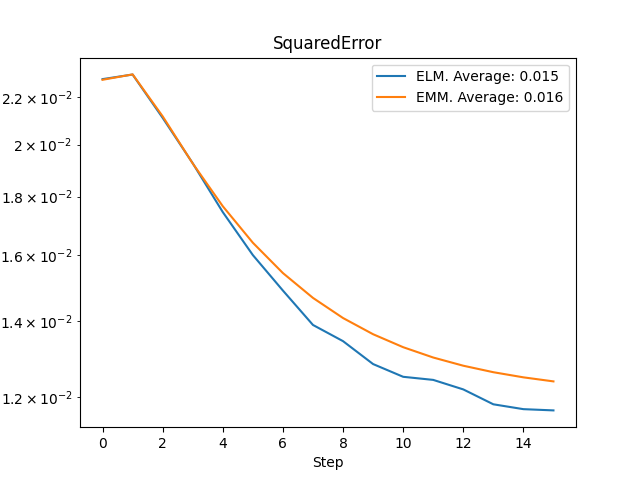 SquaredError
ELM. Average: 0.015
EMM. Average: 0.016
2.2 × 10⁻²
2 × 10⁻²
1.8 × 10⁻²
1.6 × 10⁻²
1.4 × 10⁻²
1.2 × 10⁻²
0 2 4 6 8 10 12 14
Step